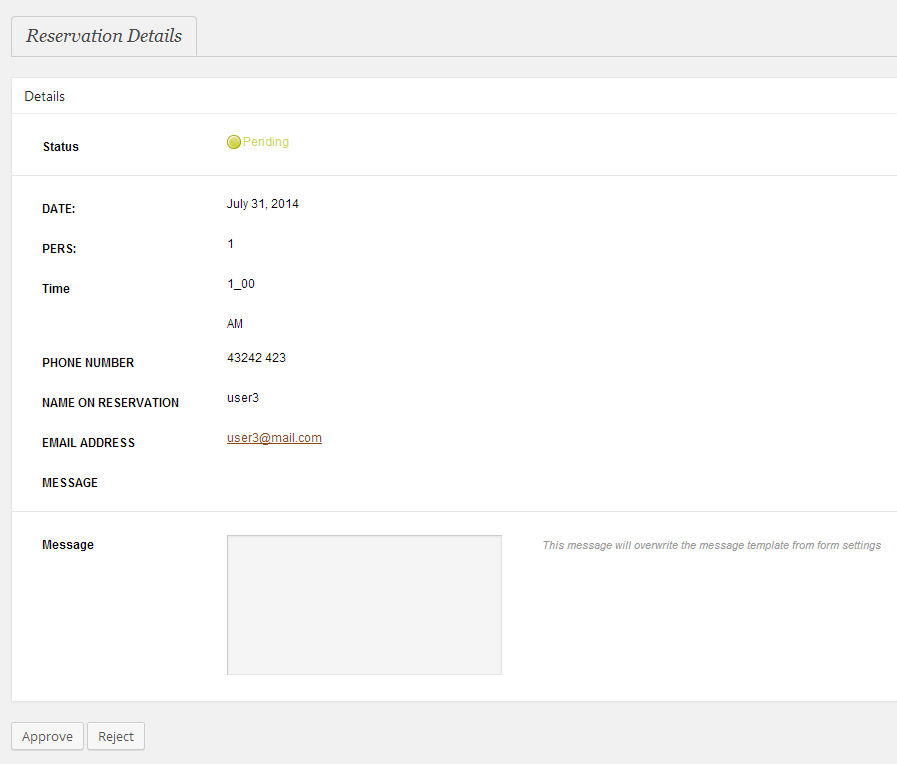 Reservation Details
Details
Status Pending
DATE: July 31, 2014
PERS: 1
Time 1_00
AM
PHONE NUMBER 43242 423
NAME ON RESERVATION user3
EMAIL ADDRESS user3@mail.com
MESSAGE
Message This message will overwrite the message template from form settings
Approve Reject